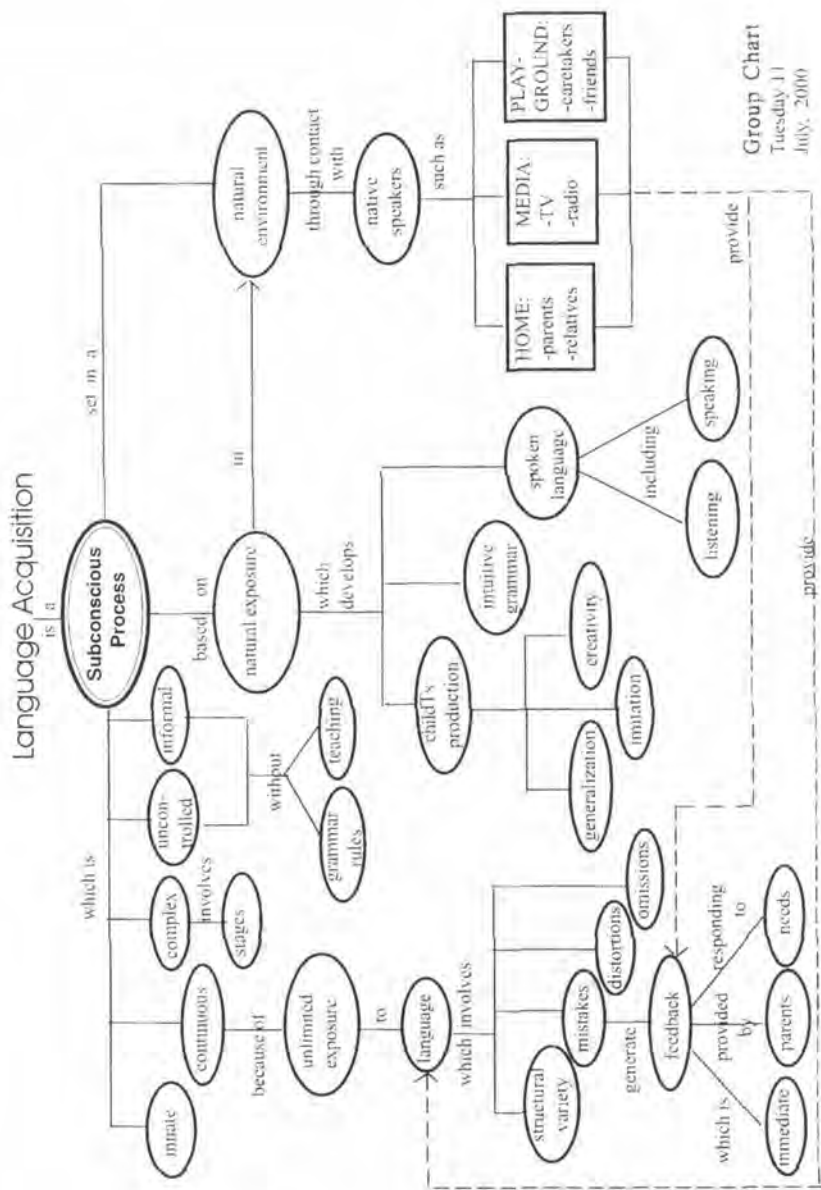 Language Acquisition
is a
Subconscious
Process
set in a
which is
based on
innate
continuous
complex
uncon-
trolled
informal
natural exposure
in
natural
environment
because of
involves
stages
without
grammar
rules
teaching
which
develops
through contact
with
native
speakers
such as
unlimited
exposure
to
language
childTs
production
intuitive
grammar
spoken
language
including
listening
speaking
HOME:
-parents
-relatives
MEDIA:
-TV
-radio
PLAY-
GROUND:
-caretakers
-friends
generalization
imitation
creativity
which involves
structural
variety
mistakes
distortions
omissions
generate
feedback
which is
provided
by
responding
to
immediate
parents
needs
provide
provide
Group Chart
Tuesday 11
July, 2000